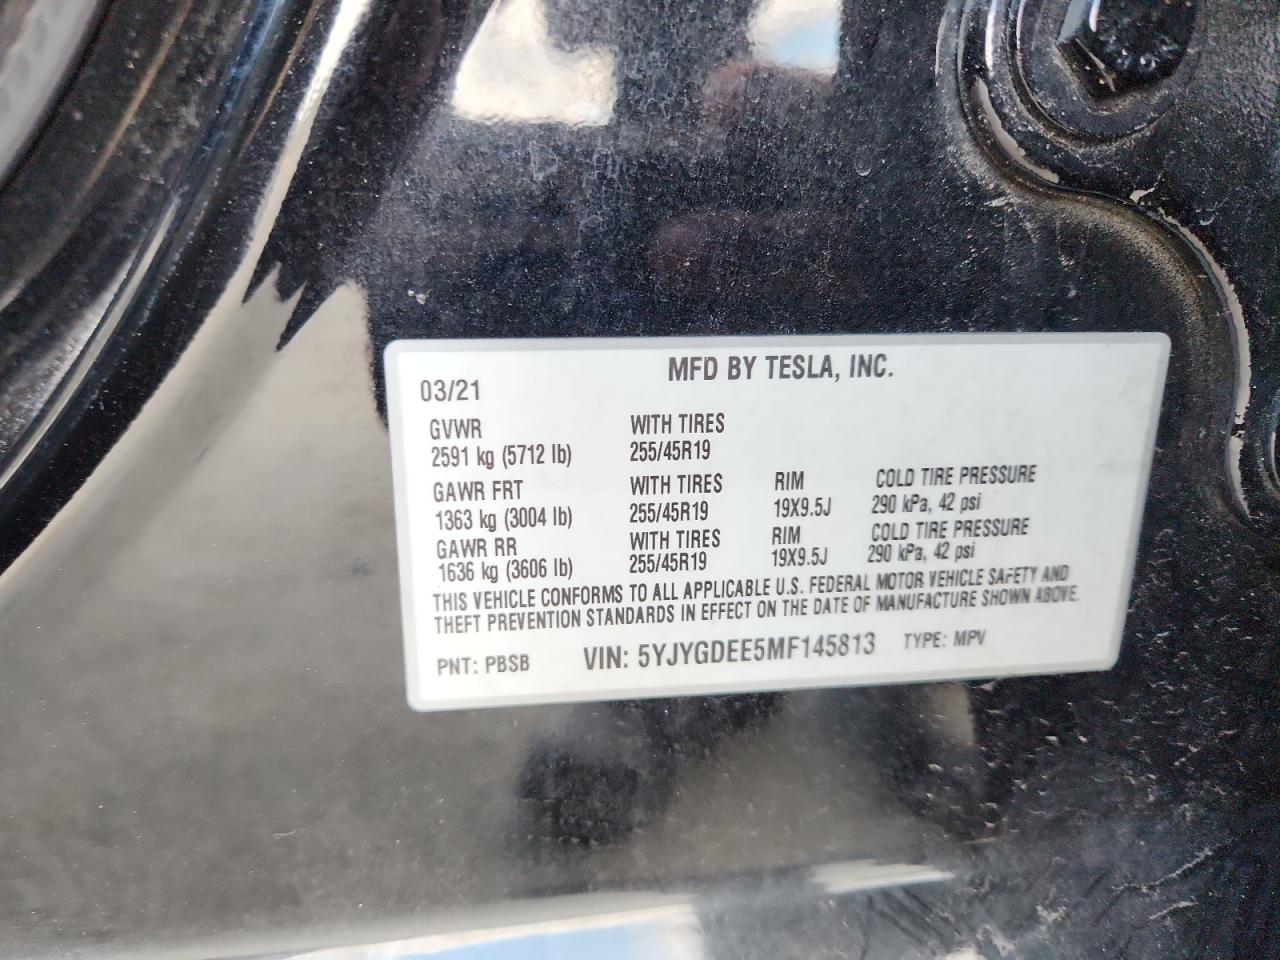 MFD BY TESLA, INC.
03/21
GVWR WITH TIRES
2591 kg (5712 lb) 255/45R19
GAWR FRT WITH TIRES RIM COLD TIRE PRESSURE
1363 kg (3004 lb) 255/45R19 19X9.5J 290 kPa, 42 psi
GAWR RR WITH TIRES RIM COLD TIRE PRESSURE
1636 kg (3606 lb) 255/45R19 19X9.5J 290 kPa, 42 psi
THIS VEHICLE CONFORMS TO ALL APPLICABLE U.S. FEDERAL MOTOR VEHICLE SAFETY AND
THEFT PREVENTION STANDARDS IN EFFECT ON THE DATE OF MANUFACTURE SHOWN ABOVE.
PNT: PBSB VIN: 5YJYGDEE5MF145813 TYPE: MPV